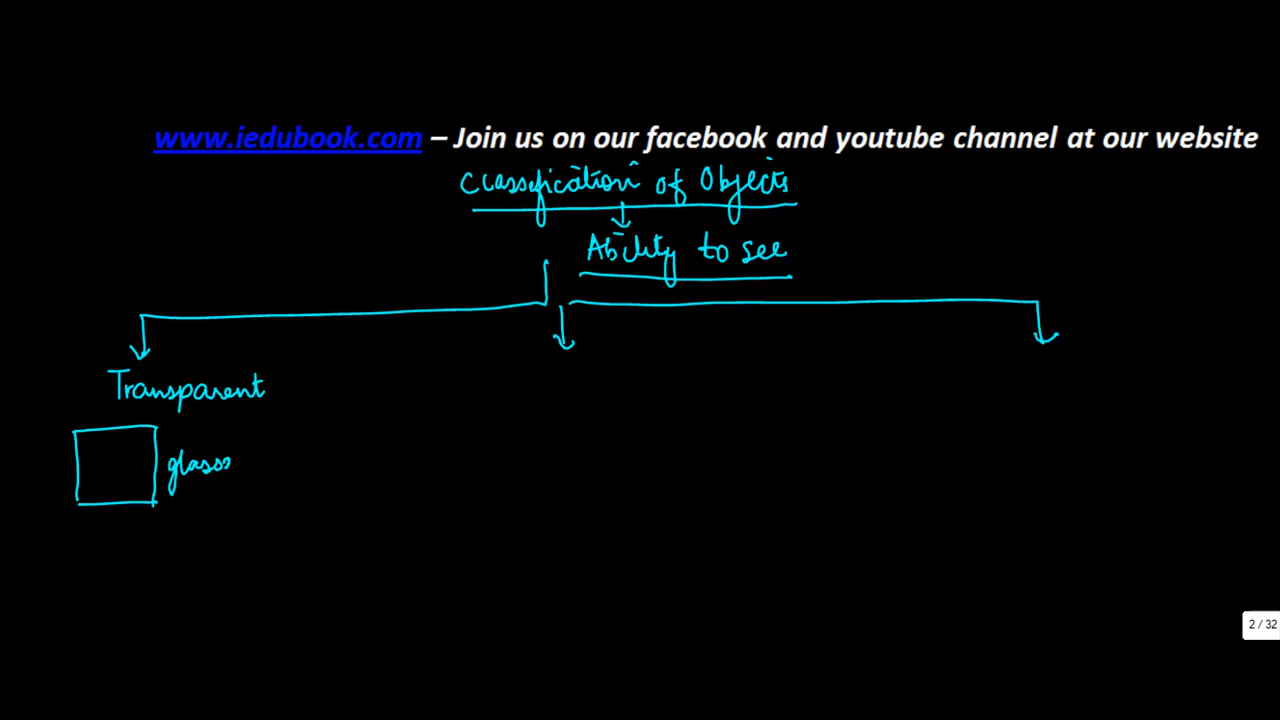 www.iedubook.com – Join us on our facebook and youtube channel at our website
Classification of Objects
Ability to see
Transparent
glass
2 / 32